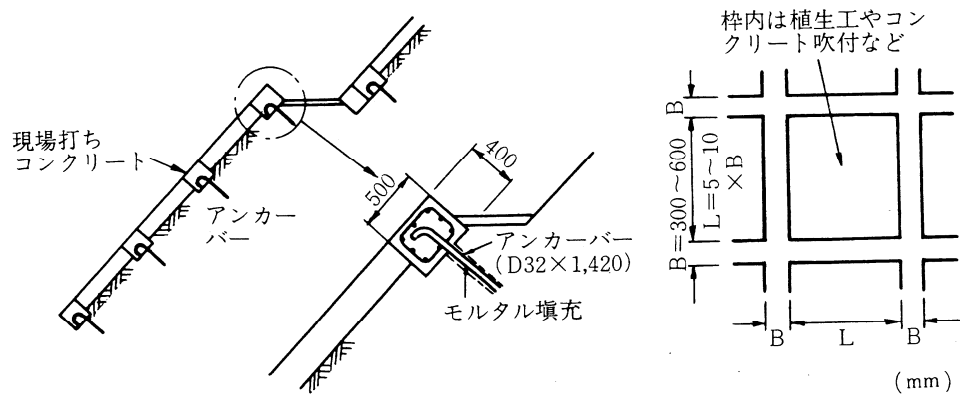 現場打ち
コンクリート
アンカー
バー
500
400
アンカーバー
(D32×1,420)
モルタル塡充
枠内は植生工やコン
クリート吹付など
B
B=300~600
L=5~10
×B
B
L
B
(mm)